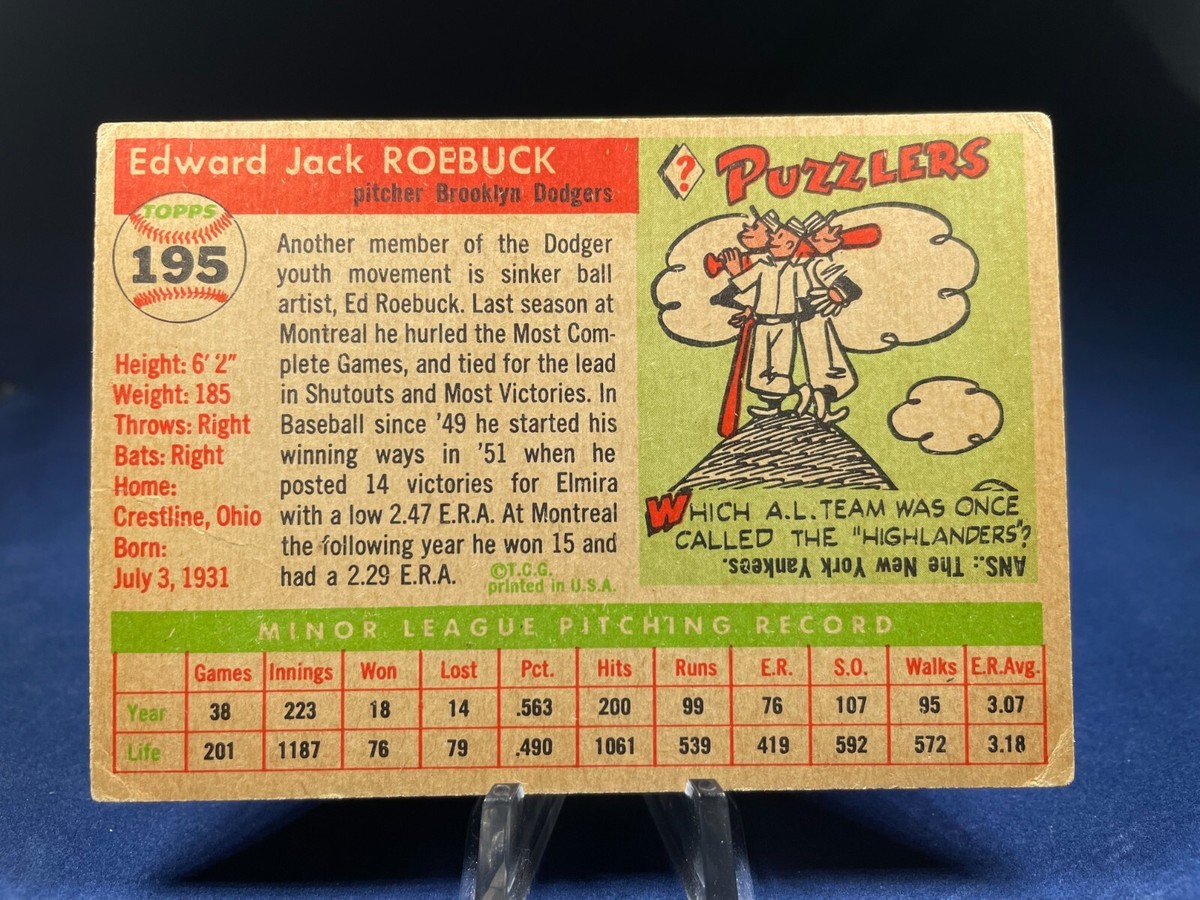 Edward Jack ROEBUCK
pitcher Brooklyn Dodgers
TOPPS
195
Height: 6' 2"
Weight: 185
Throws: Right
Bats: Right
Home:
Crestline, Ohio
Born:
July 3, 1931
Another member of the Dodger
youth movement is sinker ball
artist, Ed Roebuck. Last season at
Montreal he hurled the Most Com-
plete Games, and tied for the lead
in Shutouts and Most Victories. In
Baseball since '49 he started his
winning ways in '51 when he
posted 14 victories for Elmira
with a low 2.47 E.R.A. At Montreal
the following year he won 15 and
had a 2.29 E.R.A.
©T.C.G.
printed in U.S.A.
? PUZZLERS
WHICH A.L. TEAM WAS ONCE
CALLED THE "HIGHLANDERS"?
ANS.: The New York Yankees.
MINOR LEAGUE PITCHING RECORD
Games Innings Won Lost Pct. Hits Runs E.R. S.O. Walks E.R.Avg.
Year 38 223 18 14 .563 200 99 76 107 95 3.07
Life 201 1187 76 79 .490 1061 539 419 592 572 3.18